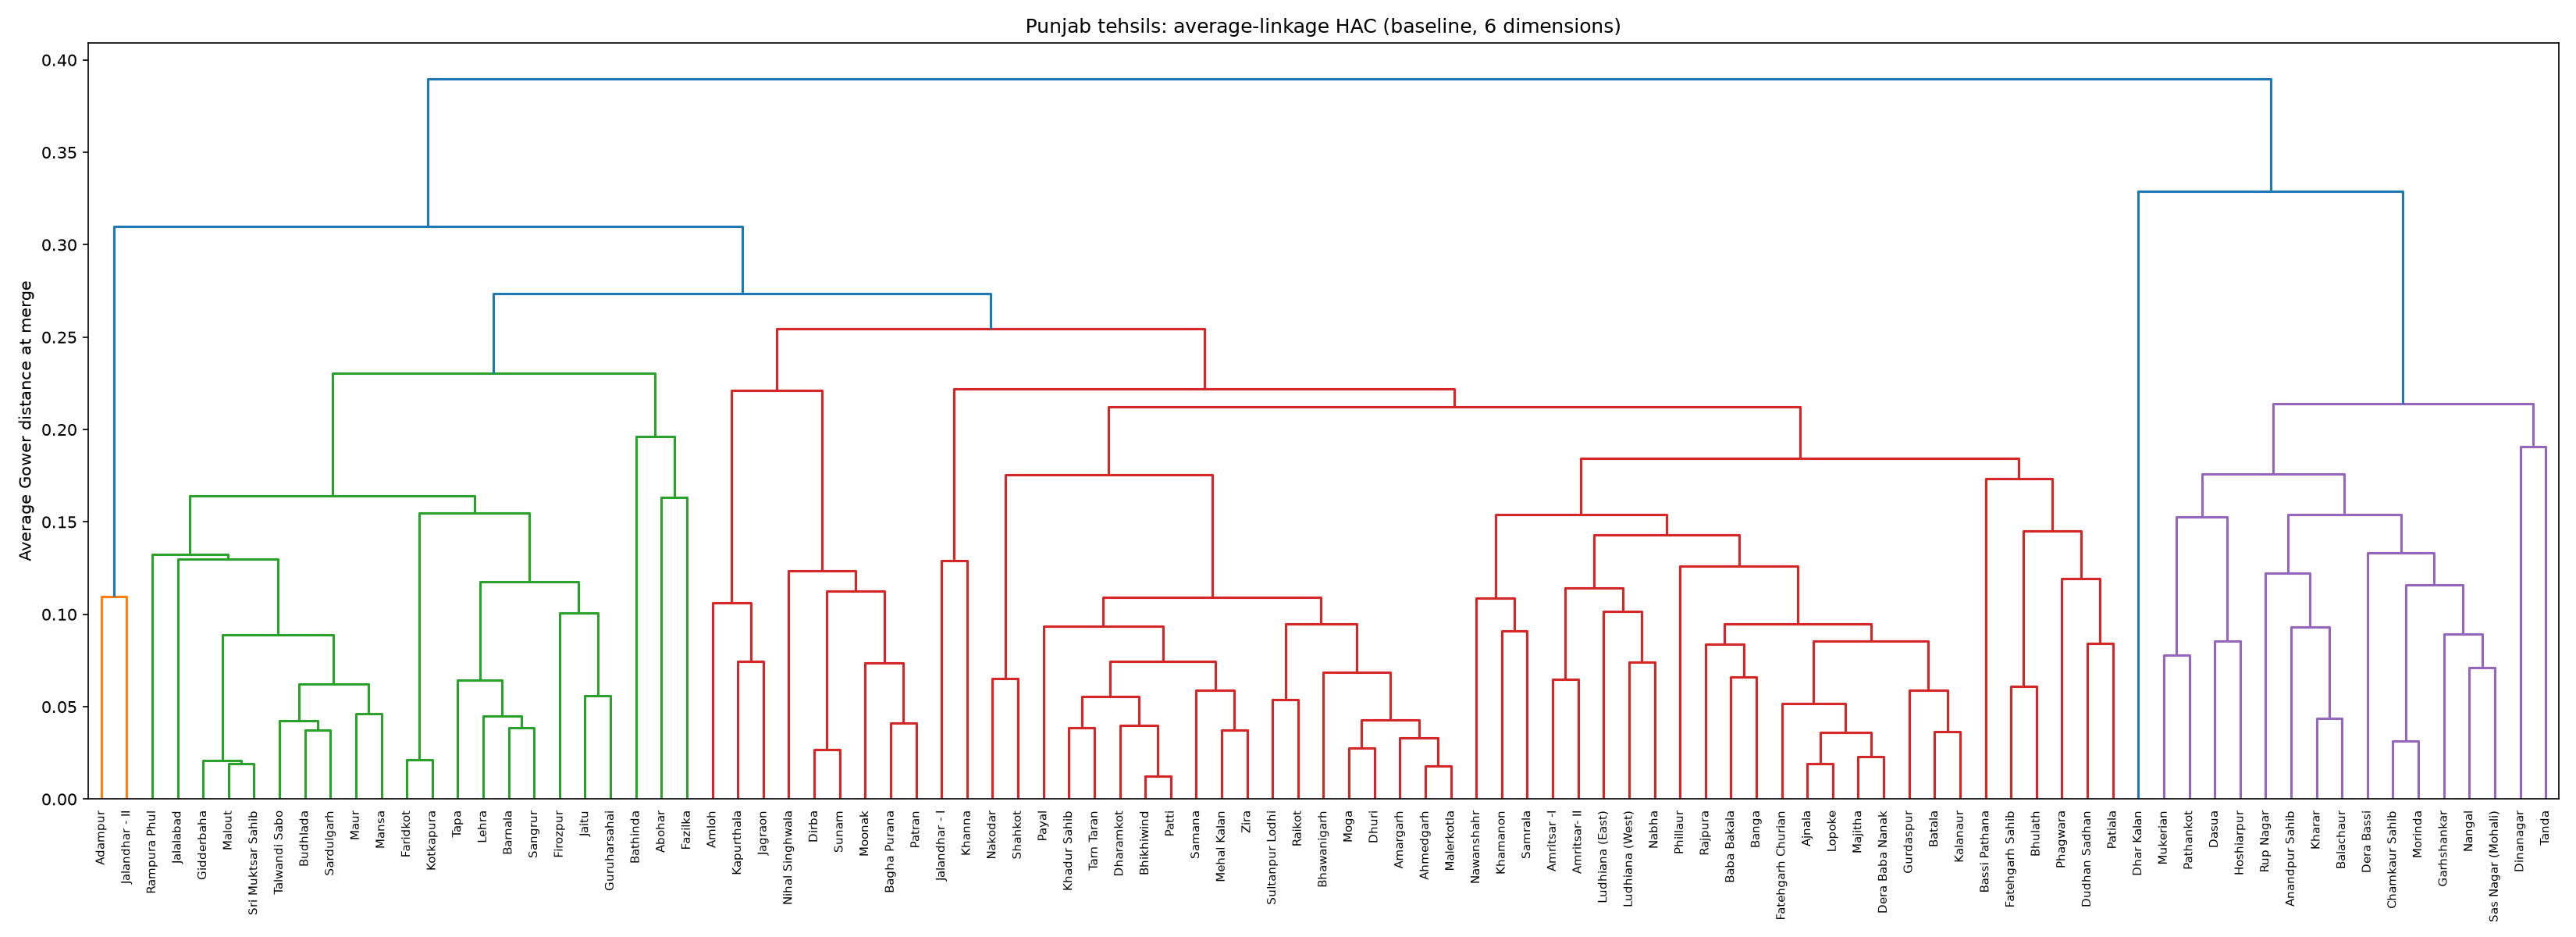 Punjab tehsils: average-linkage HAC (baseline, 6 dimensions)
Average Gower distance at merge
0.40
0.35
0.30
0.25
0.20
0.15
0.10
0.05
0.00
Adampur
Jalandhar - II
Rampura Phul
Jalalabad
Gidderbaha
Malout
Sri Muktsar Sahib
Talwandi Sabo
Budhlada
Sardulgarh
Maur
Mansa
Faridkot
Kotkapura
Tapa
Lehra
Barnala
Sangrur
Firozpur
Jaitu
Guruharsahai
Bathinda
Abohar
Fazilka
Amloh
Kapurthala
Jagraon
Nihal Singhwala
Dirba
Sunam
Moonak
Bagha Purana
Patran
Jalandhar - I
Khanna
Nakodar
Shahkot
Payal
Khadur Sahib
Tarn Taran
Dharamkot
Bhikhiwind
Patti
Samana
Mehal Kalan
Zira
Sultanpur Lodhi
Raikot
Bhawanigarh
Moga
Dhuri
Amargarh
Ahmedgarh
Malerkotla
Nawanshahr
Khamanon
Samrala
Amritsar -I
Amritsar- II
Ludhiana (East)
Ludhiana (West)
Nabha
Phillaur
Rajpura
Baba Bakala
Banga
Fatehgarh Churian
Ajnala
Lopoke
Majitha
Dera Baba Nanak
Gurdaspur
Batala
Kalanaur
Bassi Pathana
Fatehgarh Sahib
Bhulath
Phagwara
Dudhan Sadhan
Patiala
Dhar Kalan
Mukerian
Pathankot
Dasua
Hoshiarpur
Rup Nagar
Anandpur Sahib
Kharar
Balachaur
Dera Bassi
Chamkaur Sahib
Morinda
Garhshankar
Nangal
Sas Nagar (Mohali)
DInanagar
Tanda